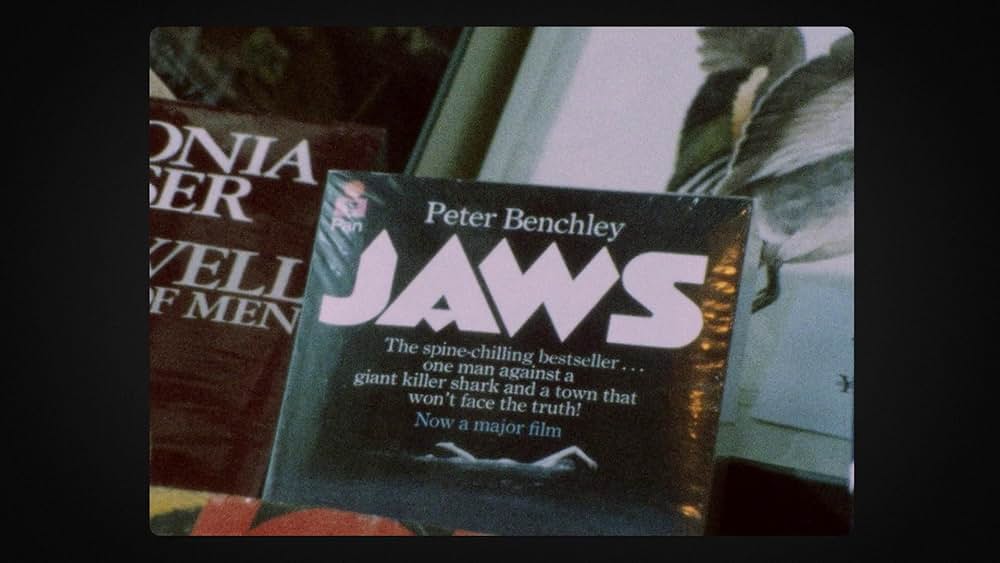 ONIA
SER
VELL
OF MEN
Pan
Peter Benchley
JAWS
The spine-chilling bestseller...
one man against a
giant killer shark and a town that
won't face the truth!
Now a major film